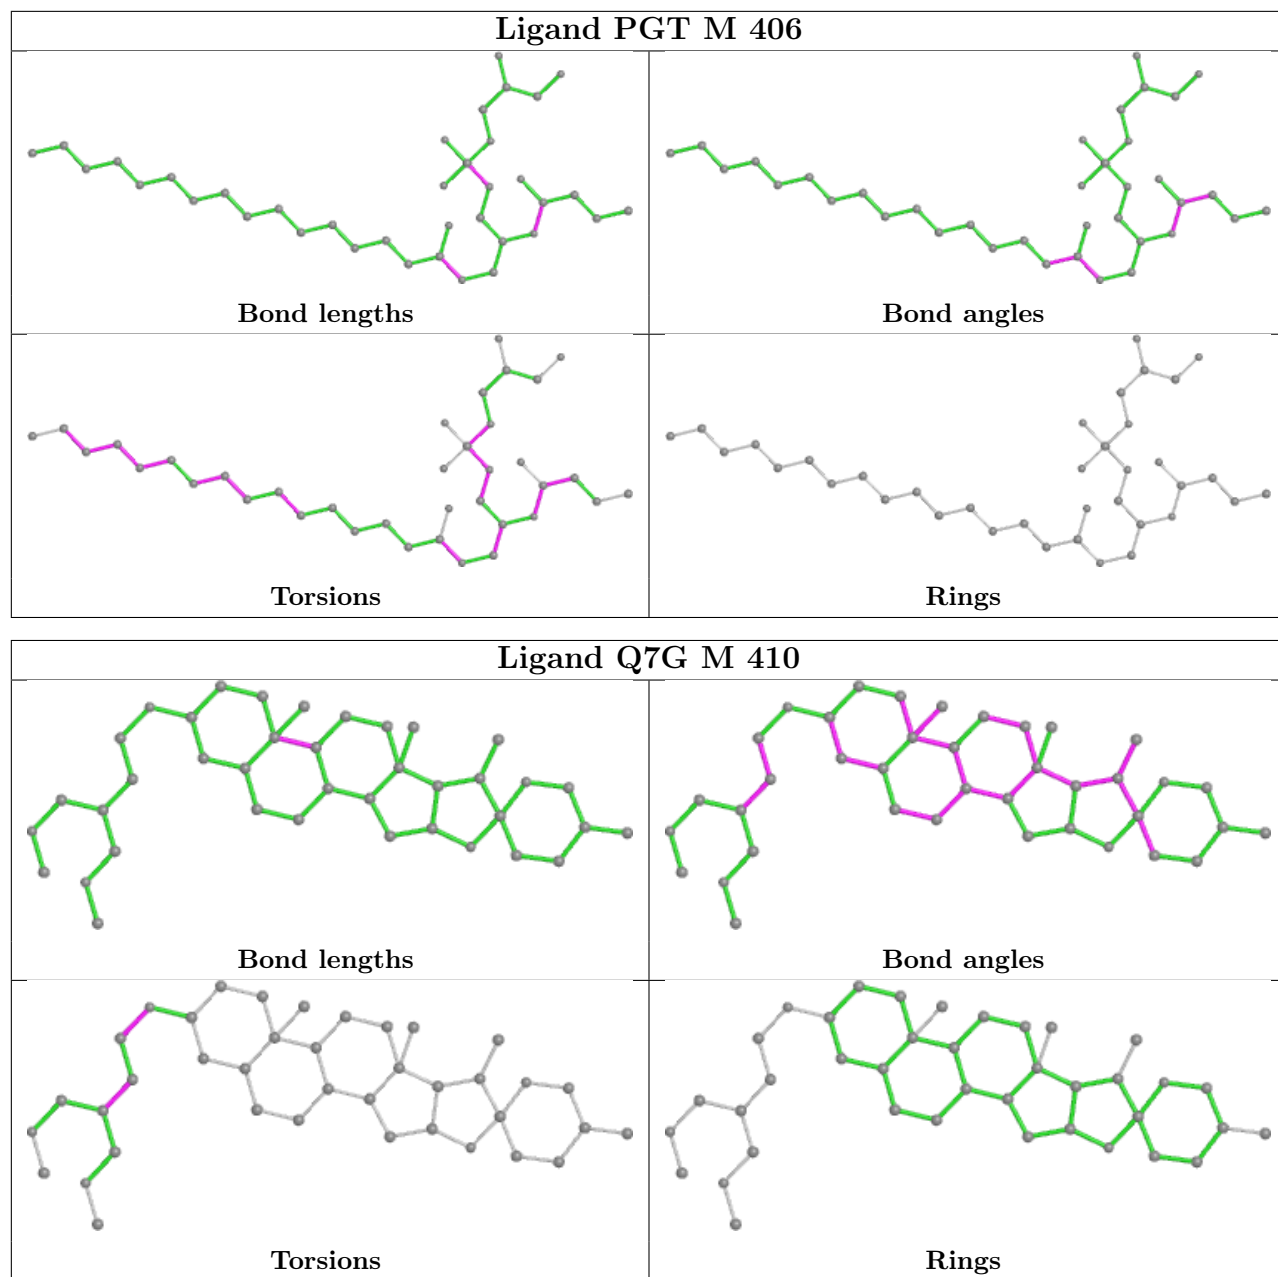 Ligand PGT M 406
Bond lengths
Bond angles
Torsions
Rings
Ligand Q7G M 410
Bond lengths
Bond angles
Torsions
Rings